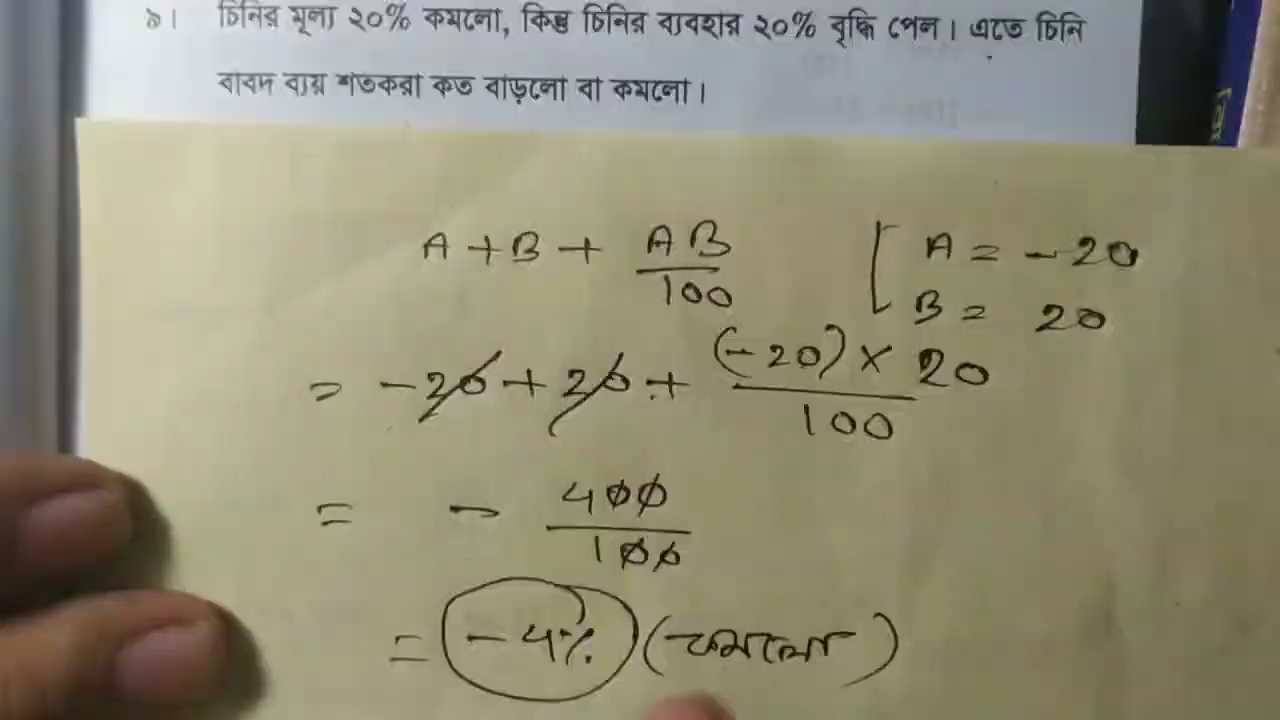 ৯। চিনির মূল্য ২০% কমলো, কিন্তু চিনির ব্যবহার ২০% বৃদ্ধি পেল। এতে চিনি
বাবদ ব্যয় শতকরা কত বাড়লো বা কমলো।
A + B + AB/100 [ A = -20
B = 20
= -20 + 20 + (-20) × 20/100
= - 400/100
= -4% (কমলো)